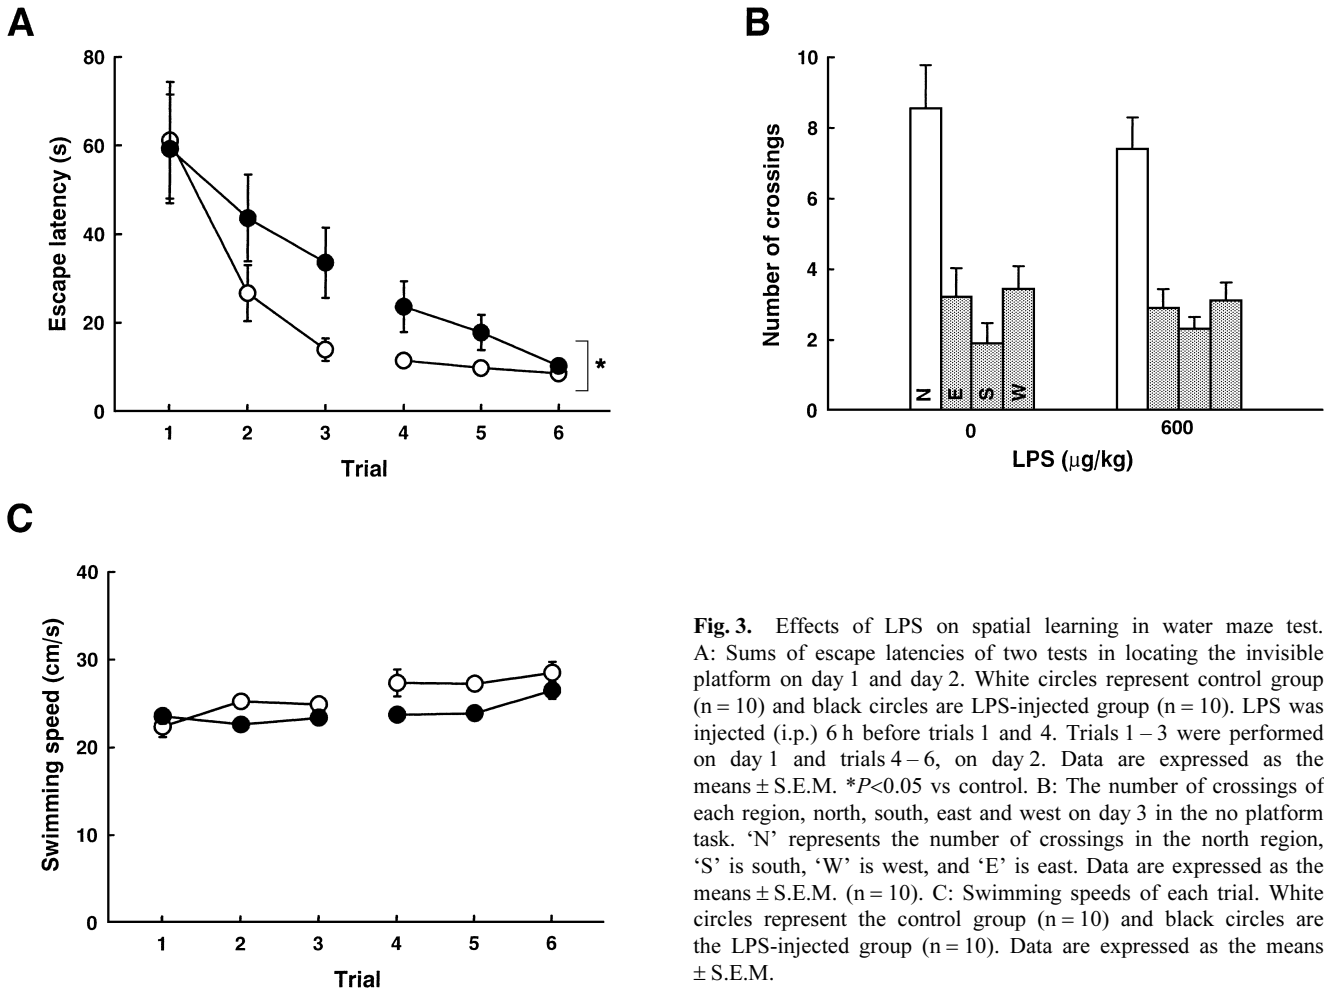 A
80
60
40
20
0
Escape latency (s)
*
1 2 3 4 5 6
Trial
B
10
8
6
4
2
0
Number of crossings
N E S W
0 600
LPS (μg/kg)
C
40
30
20
10
0
Swimming speed (cm/s)
1 2 3 4 5 6
Trial
Fig. 3. Effects of LPS on spatial learning in water maze test.
A: Sums of escape latencies of two tests in locating the invisible
platform on day 1 and day 2. White circles represent control group
(n = 10) and black circles are LPS-injected group (n = 10). LPS was
injected (i.p.) 6 h before trials 1 and 4. Trials 1 – 3 were performed
on day 1 and trials 4 – 6, on day 2. Data are expressed as the
means ± S.E.M. *P<0.05 vs control. B: The number of crossings of
each region, north, south, east and west on day 3 in the no platform
task. ‘N’ represents the number of crossings in the north region,
‘S’ is south, ‘W’ is west, and ‘E’ is east. Data are expressed as the
means ± S.E.M. (n = 10). C: Swimming speeds of each trial. White
circles represent the control group (n = 10) and black circles are
the LPS-injected group (n = 10). Data are expressed as the means
± S.E.M.